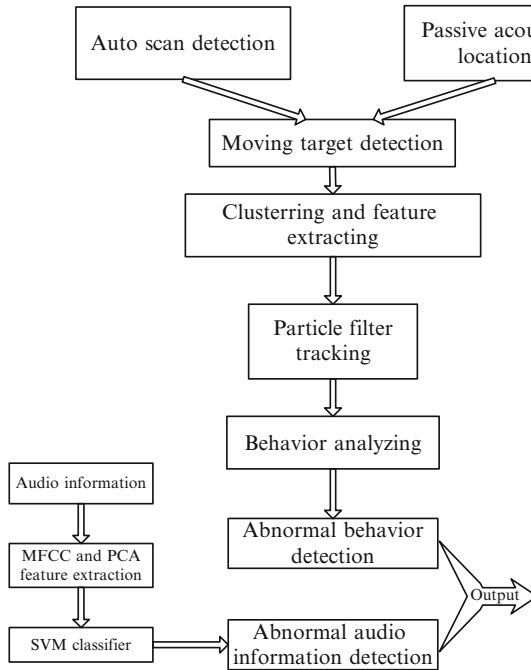 Auto scan detection
Passive
location
Moving target detection
Clusterring and feature
extracting
Particle filter
tracking
Behavior analyzing
Audio information
MFCC and PCA
feature extraction
SVM classifier
Abnormal behavior
detection
Abnormal audio
information detection
Output